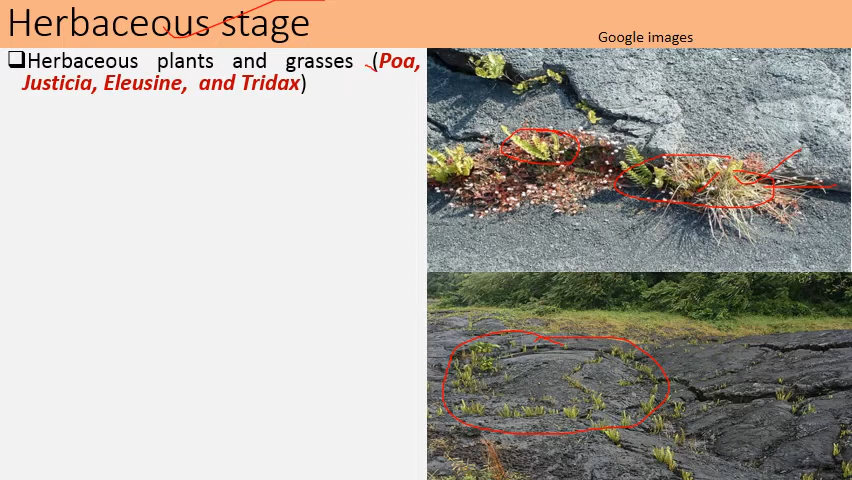 Herbaceous stage
Google images
❑Herbaceous plants and grasses (Poa,
Justicia, Eleusine, and Tridax)